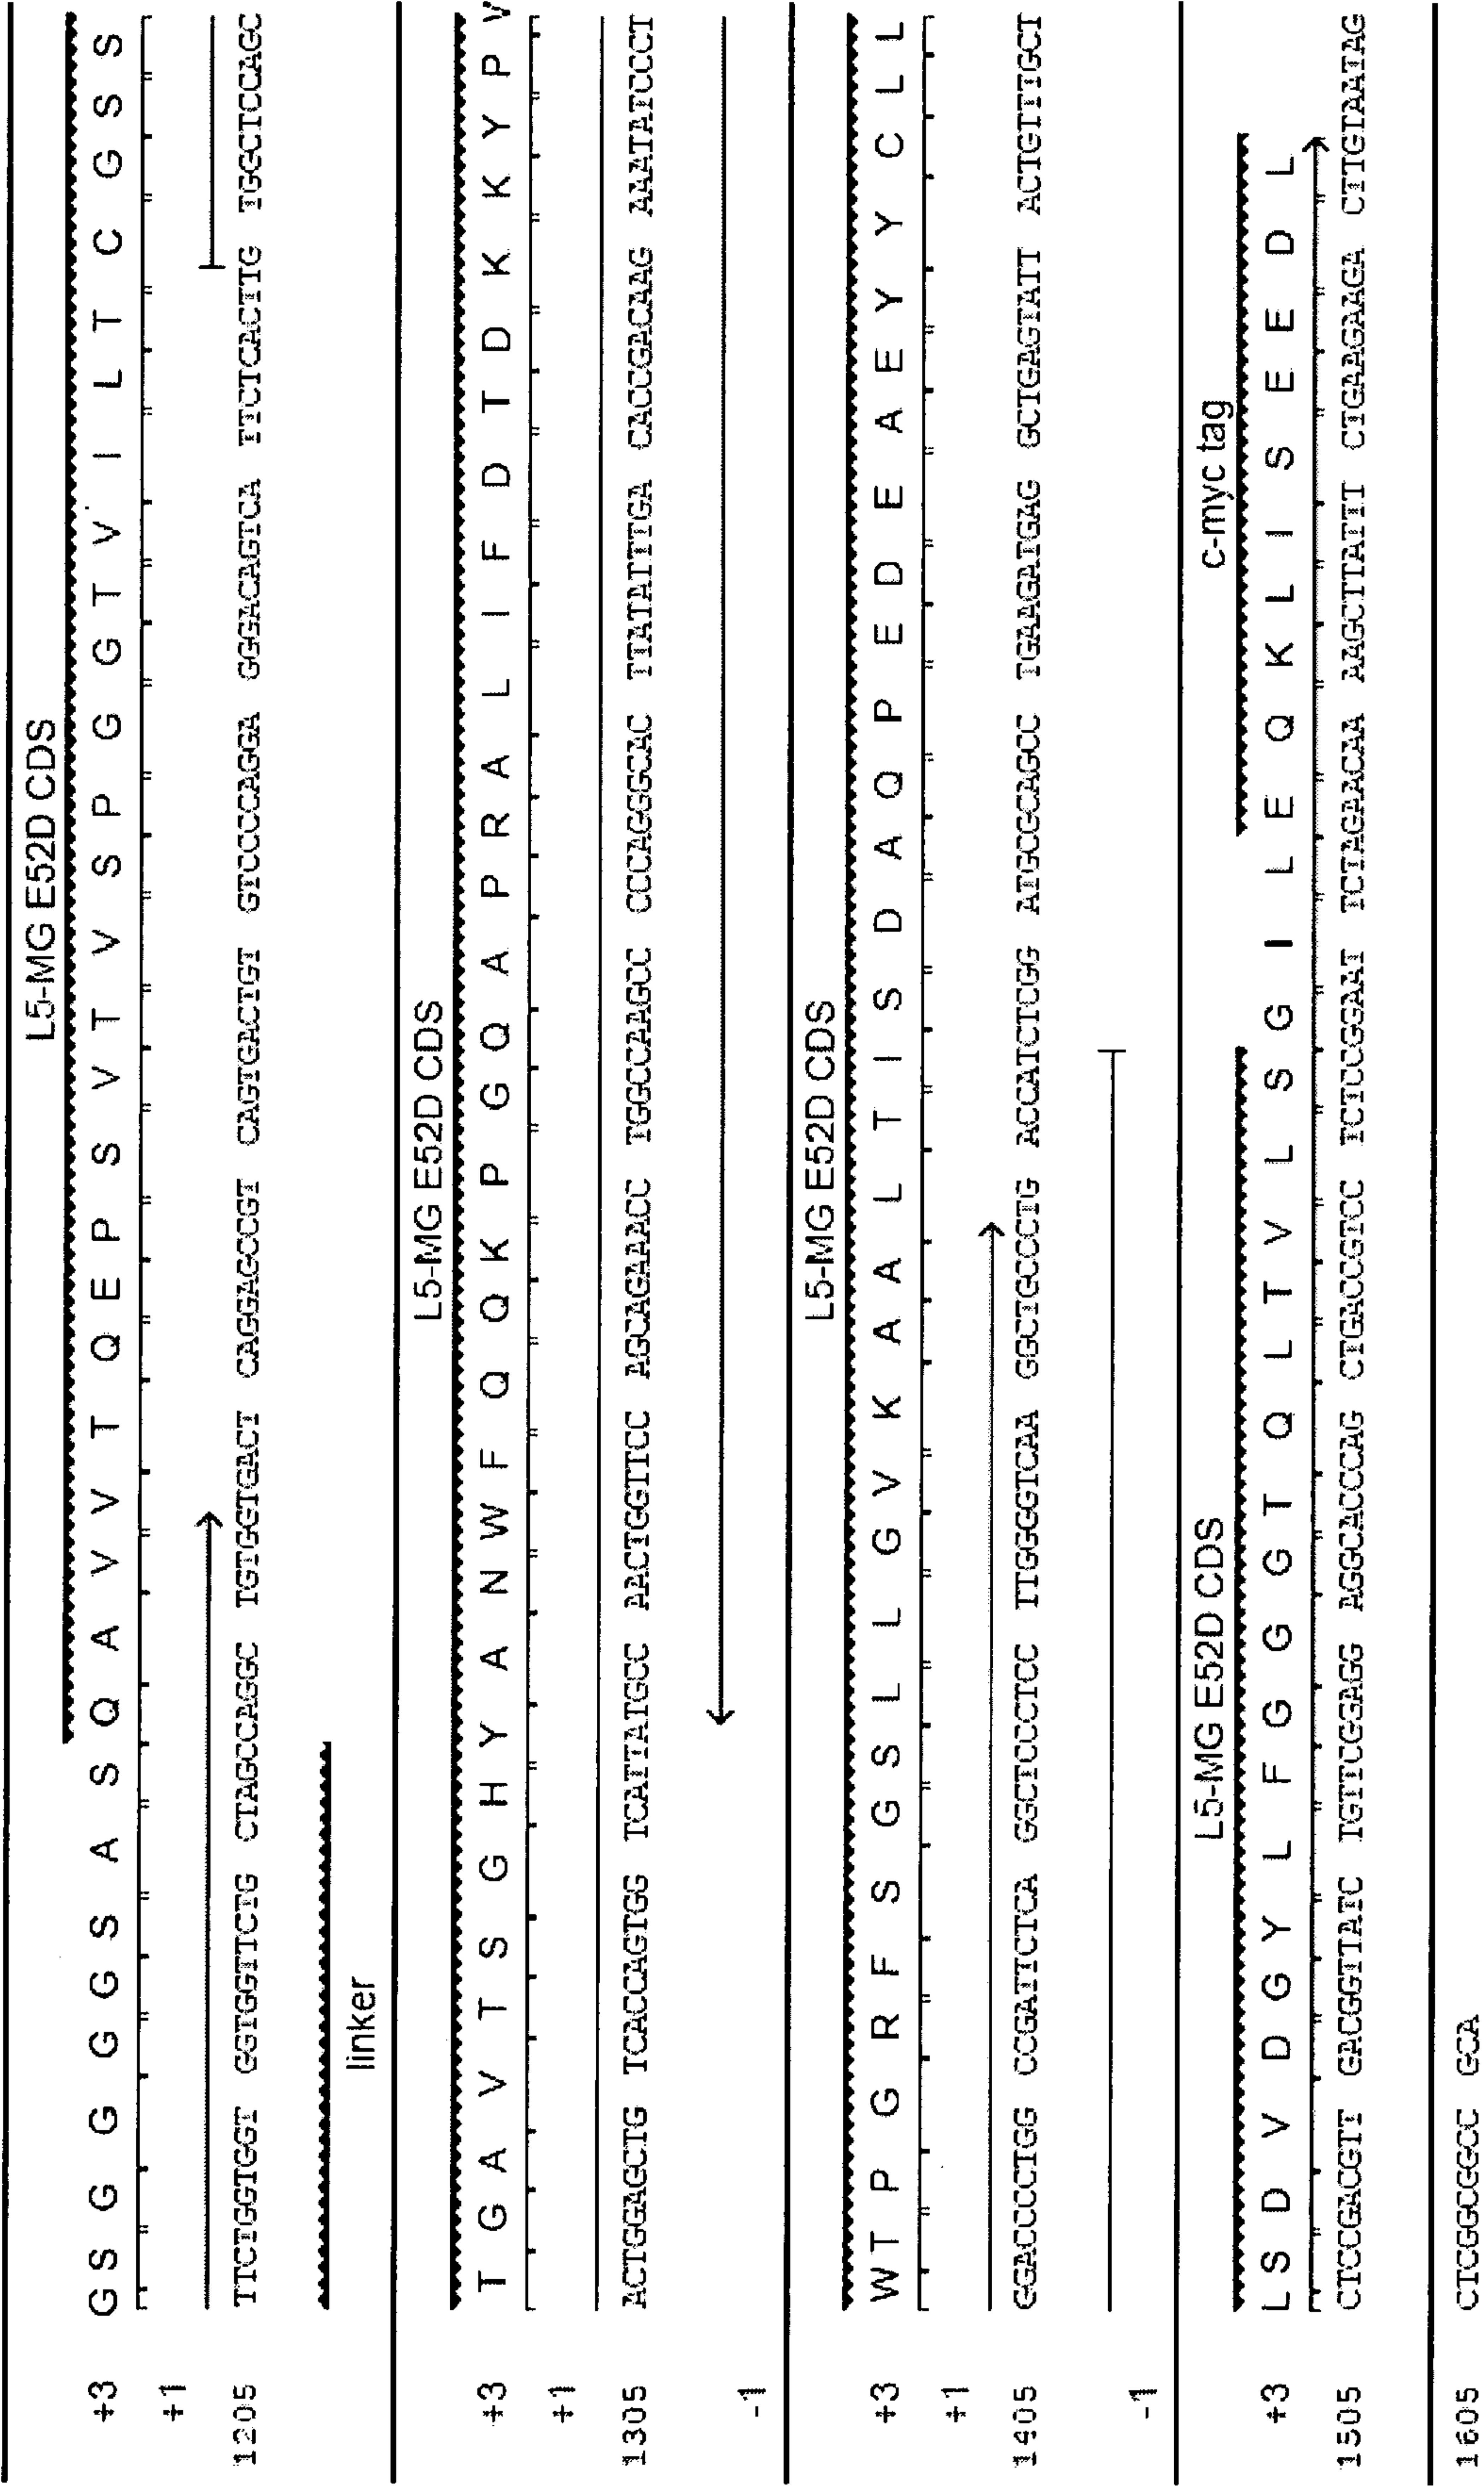 L5-MG E52D CDS
+3 G S G G G G S A S Q A V V T Q E P S V T V S P G G T V I L T C G S S
+1
1205 TTCTGGTGGT GGTGGTTCTG CTAGCCAGGC TGTGGTGACT CAGGAGCCGT CAGTGACTGT GTCCCCAGGA GGGACAGTCA TTCTCACTTG TGGCTCCAGC
linker
L5-MG E52D CDS
+3 T G A V T S G H Y A N W F Q Q K P G Q A P R A L I F D T D K K Y P V
+1
1305 ACTGGAGCTG TCACCAGTGG TCATTATGCC AACTGGTTCC AGCAGAAACC TGGCCAAGCC CCCAGGGCAC TTATATTTGA CACCGACAAG AAATATCCCT
-1
L5-MG E52D CDS
+3 W T P G R F S G S L L G V K A A L T I S D A Q P E D E A E Y Y C L L
+1
1405 GGACCCCTGG CCGATTCTCA GGCTCCCTCC TTGGGGTCAA GGCTGCCCTG ACCATCTCGG ATGCGCAGCC TGAAGATGAG GCTGAGTATT ACTGTTTGCT
-1
L5-MG E52D CDS c-myc tag
+3 L S D V D G Y L F G G G T Q L T V L S G I L E Q K L I S E E D L
1505 CTCCGACGTT GACGGTTATC TGTTCGGAGG AGGCACCCAG CTGACCGTCC TCTCCGGAAT TCTAGAACAA AAGCTTATTT CTGAAGAAGA CTTGTAATAG
1605 CTCGGCGGCC GCA